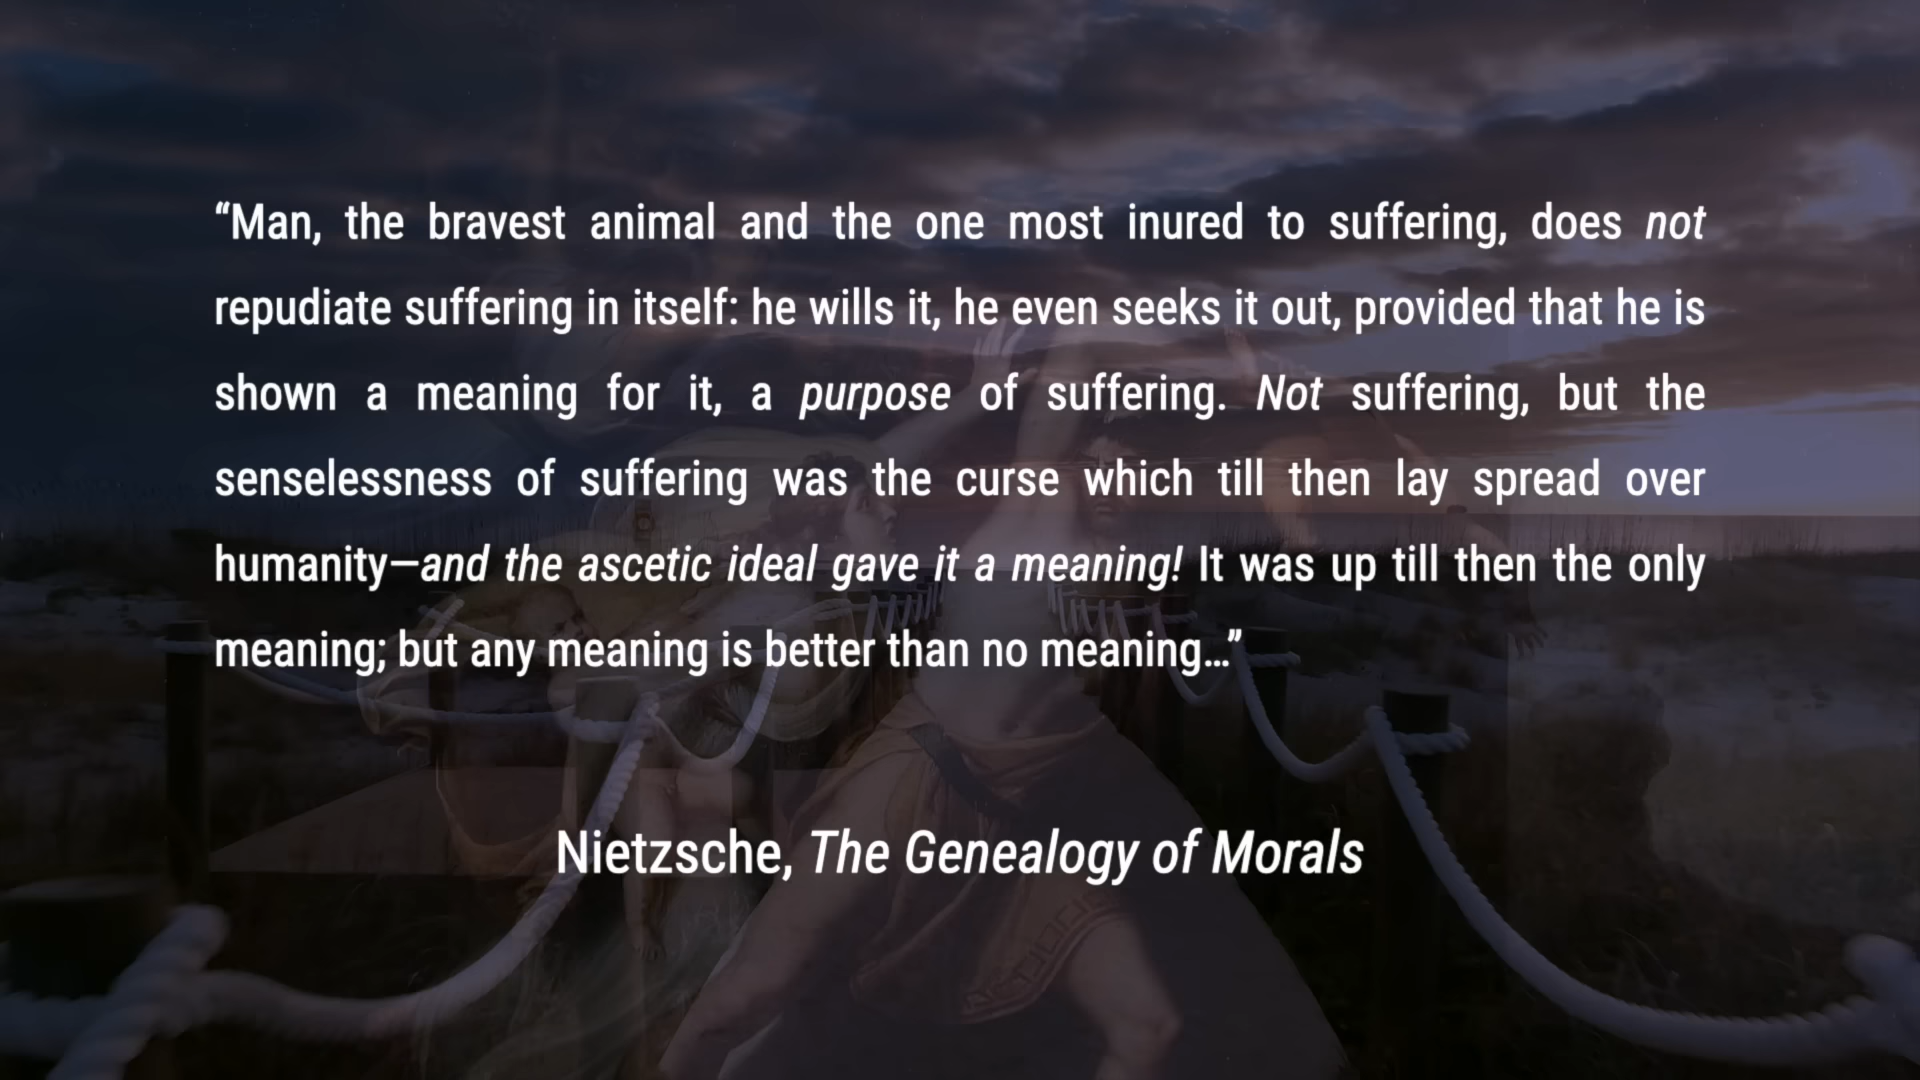 “Man, the bravest animal and the one most inured to suffering, does not
repudiate suffering in itself: he wills it, he even seeks it out, provided that he is
shown a meaning for it, a purpose of suffering. Not suffering, but the
senselessness of suffering was the curse which till then lay spread over
humanity—and the ascetic ideal gave it a meaning! It was up till then the only
meaning; but any meaning is better than no meaning…”
Nietzsche, The Genealogy of Morals